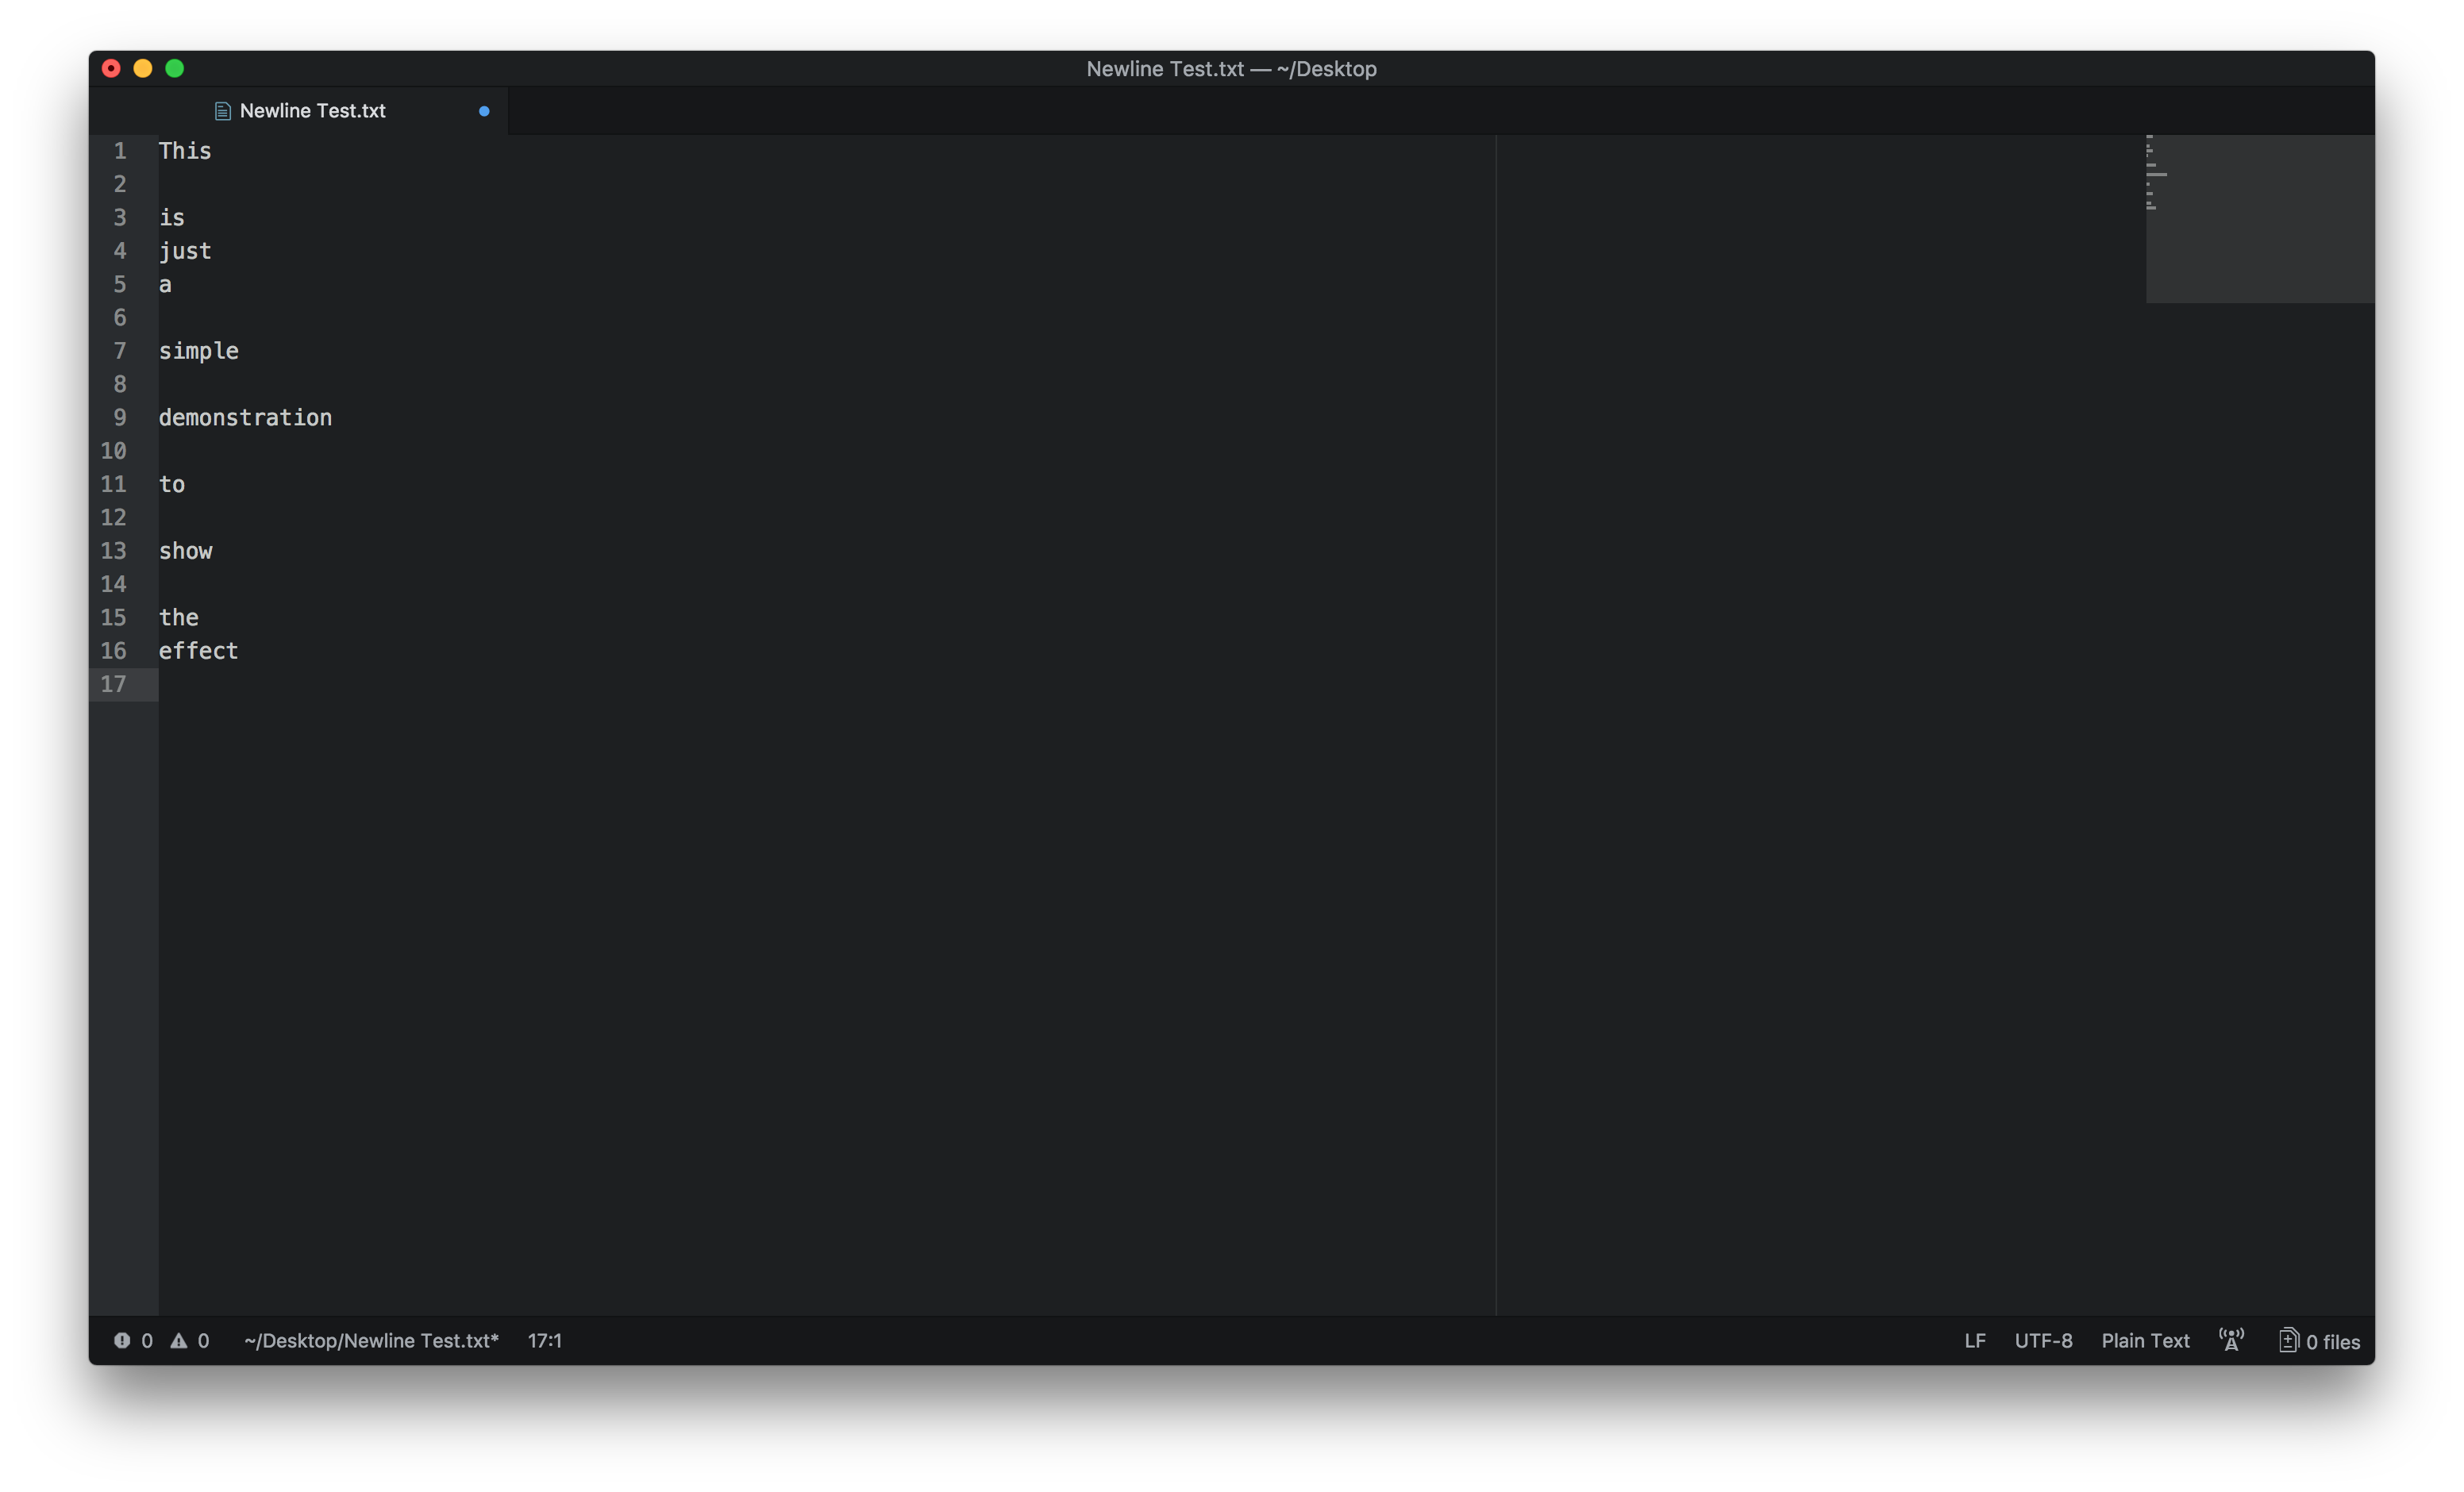 Newline Test.txt — ~/Desktop
Newline Test.txt
1 This
2
3 is
4 just
5 a
6
7 simple
8
9 demonstration
10
11 to
12
13 show
14
15 the
16 effect
17
0 0 ~/Desktop/Newline Test.txt* 17:1 LF UTF-8 Plain Text 0 files